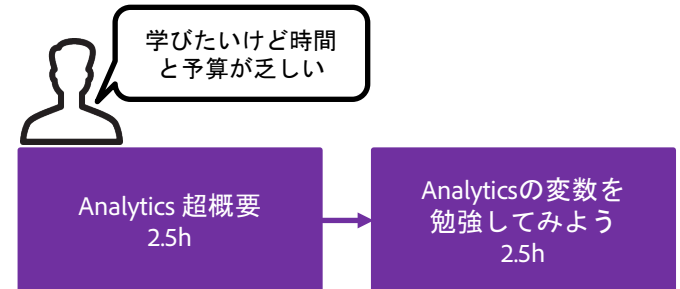 学びたいけど時間
と予算が乏しい
Analytics 超概要
2.5h
Analyticsの変数を
勉強してみよう
2.5h